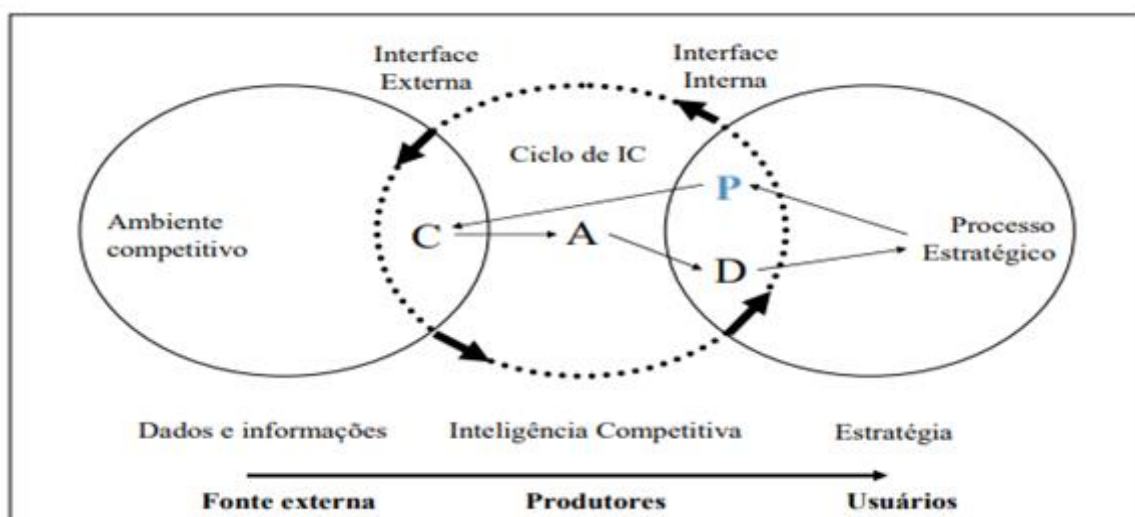 Interface
Externa
Interface
Interna
Ciclo de IC
P
Ambiente
competitivo
C
A
Processo
Estratégico
D
Dados e informações
Inteligência Competitiva
Estratégia
Fonte externa
Produtores
Usuários